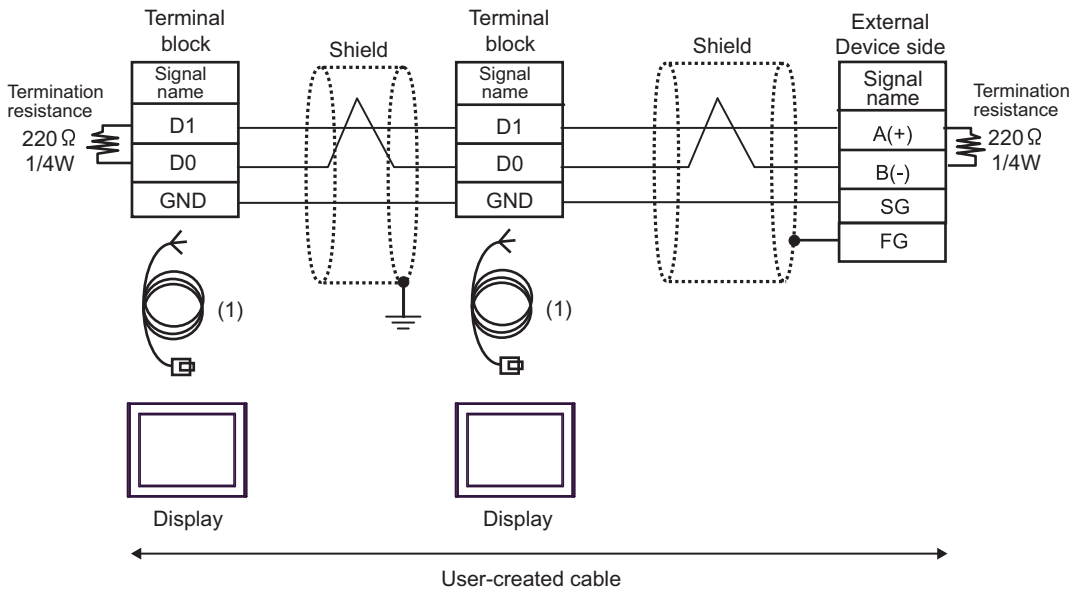 Terminal
block
Shield
Terminal
block
Shield
External
Device side
Termination
resistance
220 Ω
1/4W
Signal
name
D1
D0
GND
Signal
name
D1
D0
GND
Signal
name
A(+)
B(-)
SG
FG
Termination
resistance
220 Ω
1/4W
(1)
(1)
Display
Display
User-created cable